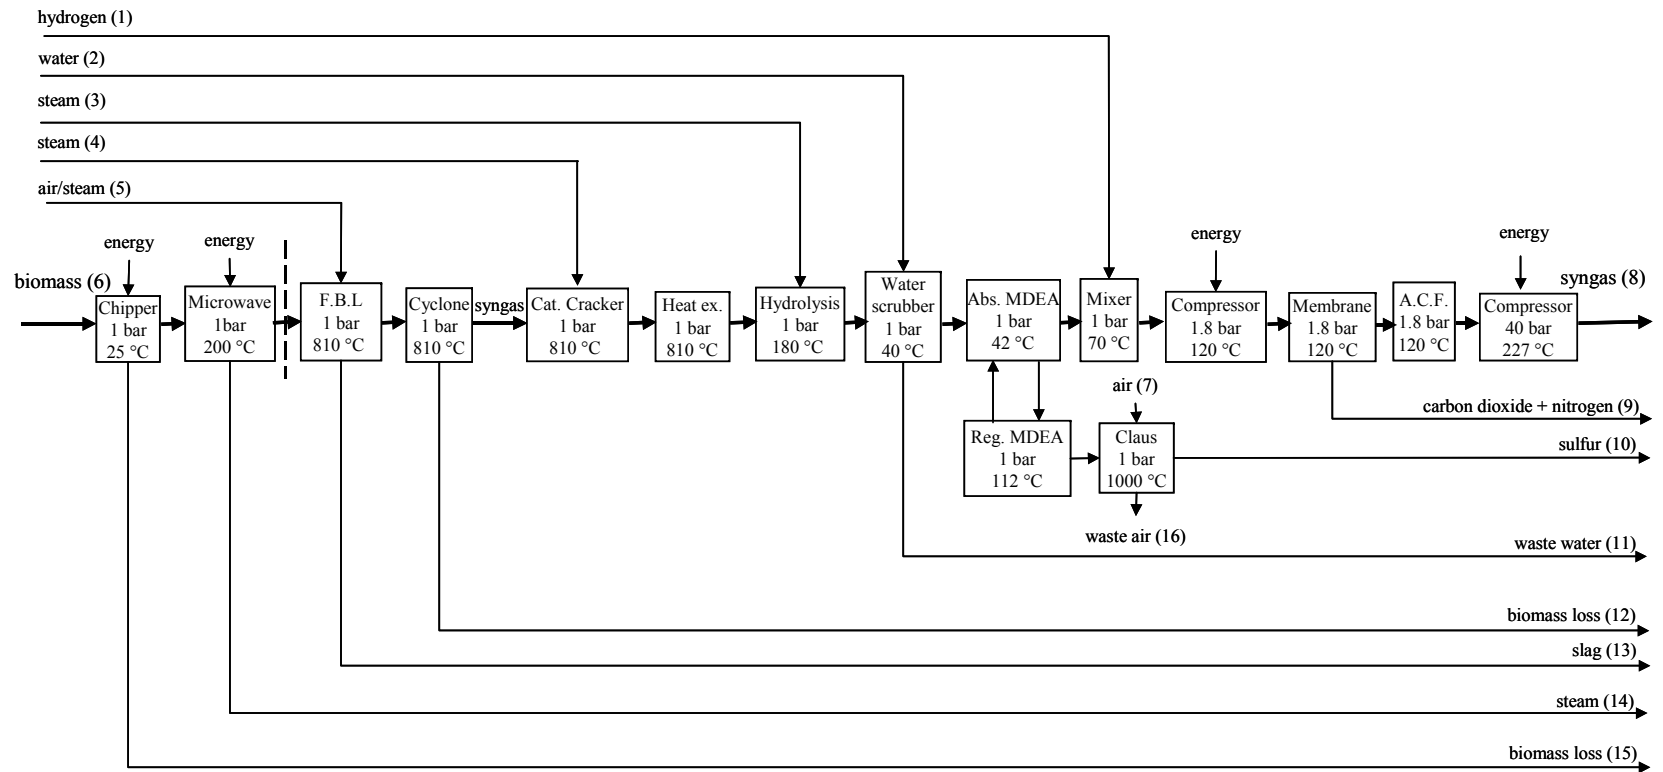 hydrogen (1)
water (2)
steam (3)
steam (4)
air/steam (5)
energy
energy
energy
energy
biomass (6)
syngas (8)
Chipper
1 bar
25 °C
Microwave
1bar
200 °C
F.B.L
1 bar
810 °C
Cyclone
1 bar
810 °C
syngas
Cat. Cracker
1 bar
810 °C
Heat ex.
1 bar
810 °C
Hydrolysis
1 bar
180 °C
Water
scrubber
1 bar
40 °C
Abs. MDEA
1 bar
42 °C
Mixer
1 bar
70 °C
Compressor
1.8 bar
120 °C
Membrane
1.8 bar
120 °C
A.C.F.
1.8 bar
120 °C
Compressor
40 bar
227 °C
air (7)
carbon dioxide + nitrogen (9)
Reg. MDEA
1 bar
112 °C
Claus
1 bar
1000 °C
sulfur (10)
waste air (16)
waste water (11)
biomass loss (12)
slag (13)
steam (14)
biomass loss (15)